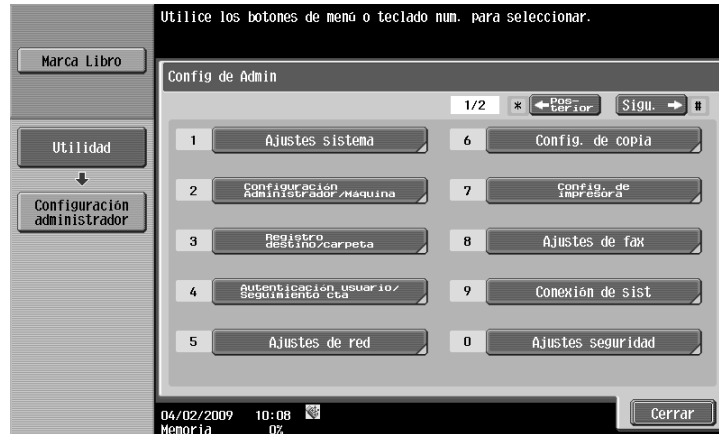 Utilice los botones de menú o teclado num. para seleccionar.
Marca Libro
Config de Admin
1/2 * ←Pos-terior Sigu. → #
Utilidad
Configuración
administrador
1 Ajustes sistema
6 Config. de copia
2 Configuración
Administrador/Máquina
7 Config. de
impresora
3 Registro
destino/carpeta
8 Ajustes de fax
4 Autenticación usuario/
Seguimiento cta
9 Conexión de sist
5 Ajustes de red
0 Ajustes seguridad
04/02/2009 10:08
Memoria 0%
Cerrar